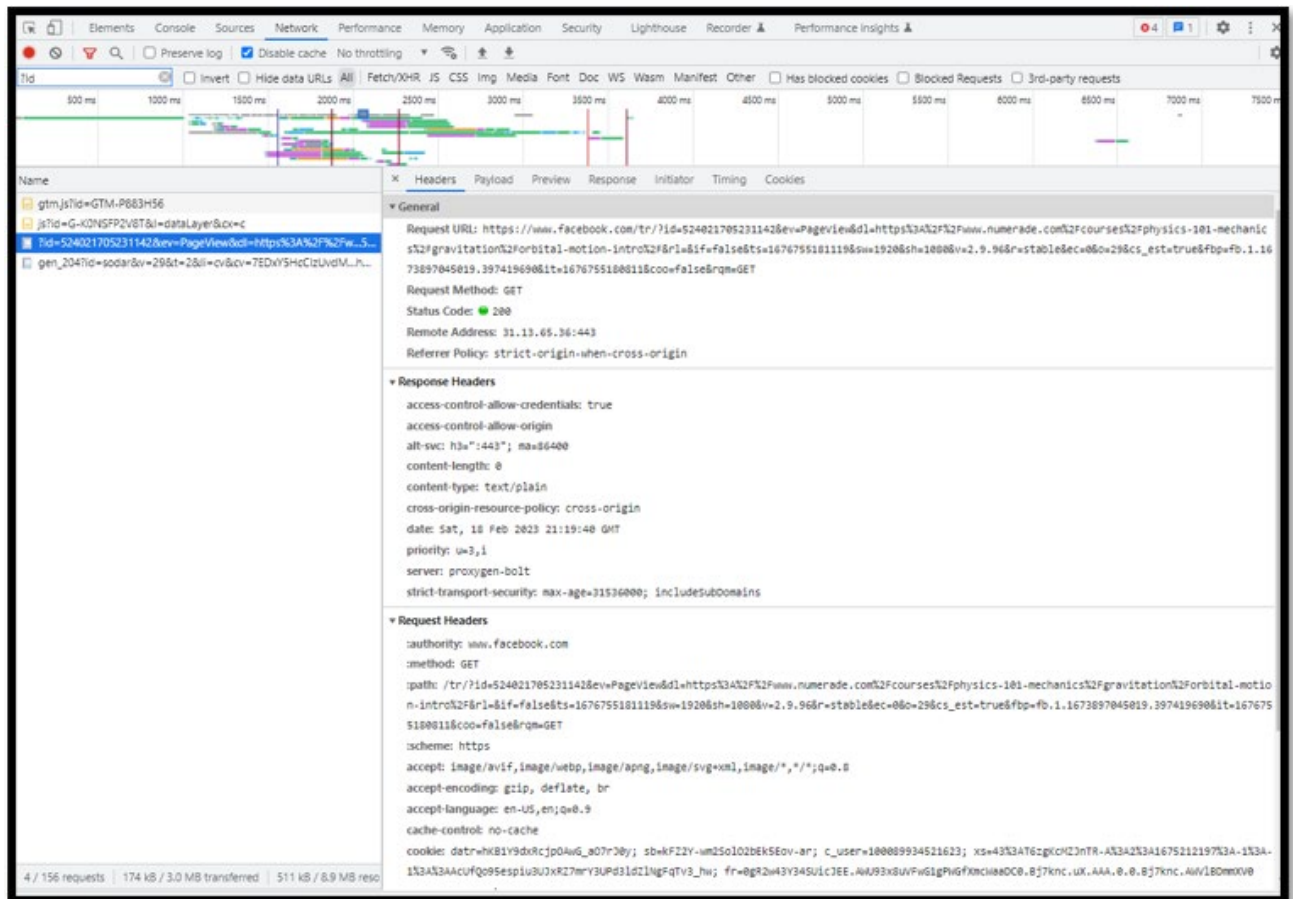 Elements Console Sources Network Performance Memory Application Security Lighthouse Recorder Performance insights 4 1
Preserve log Disable cache No throttling
?id Invert Hide data URLs All Fetch/XHR JS CSS Img Media Font Doc WS Wasm Manifest Other Has blocked cookies Blocked Requests 3rd-party requests
500 ms 1000 ms 1500 ms 2000 ms 2500 ms 3000 ms 3500 ms 4000 ms 4500 ms 5000 ms 5500 ms 6000 ms 6500 ms 7000 ms 7500 m
Name
gtm.js?id=GTM-P883H56
js?id=G-K0NSFP2V8T&l=dataLayer&cx=c
?id=524021705231142&ev=PageView&dl=https%3A%2F%2Fw...5...
gen_204?id=sodar&v=29&t=2&li=cv&cv=7EDxY5HcCIzUvdM...h...
4 / 156 requests 174 kB / 3.0 MB transferred 511 kB / 8.9 MB reso
Headers Payload Preview Response Initiator Timing Cookies
General
Request URL: https://www.facebook.com/tr/?id=524021705231142&ev=PageView&dl=https%3A%2F%2Fwww.numerade.com%2Fcourses%2Fphysics-101-mechanic
s%2Fgravitation%2Forbital-motion-intro%2F&rl=&if=false&ts=1676755181119&sw=1920&sh=1080&v=2.9.96&r=stable&ec=0&o=29&cs_est=true&fbp=fb.1.16
73897045019.397419690&it=1676755180811&coo=false&rqm=GET
Request Method: GET
Status Code: 200
Remote Address: 31.13.65.36:443
Referrer Policy: strict-origin-when-cross-origin
Response Headers
access-control-allow-credentials: true
access-control-allow-origin
alt-svc: h3=":443"; ma=86400
content-length: 0
content-type: text/plain
cross-origin-resource-policy: cross-origin
date: Sat, 18 Feb 2023 21:19:40 GMT
priority: u=3,i
server: proxygen-bolt
strict-transport-security: max-age=31536000; includeSubDomains
Request Headers
:authority: www.facebook.com
:method: GET
:path: /tr/?id=524021705231142&ev=PageView&dl=https%3A%2F%2Fwww.numerade.com%2Fcourses%2Fphysics-101-mechanics%2Fgravitation%2Forbital-motio
n-intro%2F&rl=&if=false&ts=1676755181119&sw=1920&sh=1080&v=2.9.96&r=stable&ec=0&o=29&cs_est=true&fbp=fb.1.1673897045019.397419690&it=167675
5180811&coo=false&rqm=GET
:scheme: https
accept: image/avif,image/webp,image/apng,image/svg+xml,image/*,*/*;q=0.8
accept-encoding: gzip, deflate, br
accept-language: en-US,en;q=0.9
cache-control: no-cache
cookie: c_user=100089934521623;